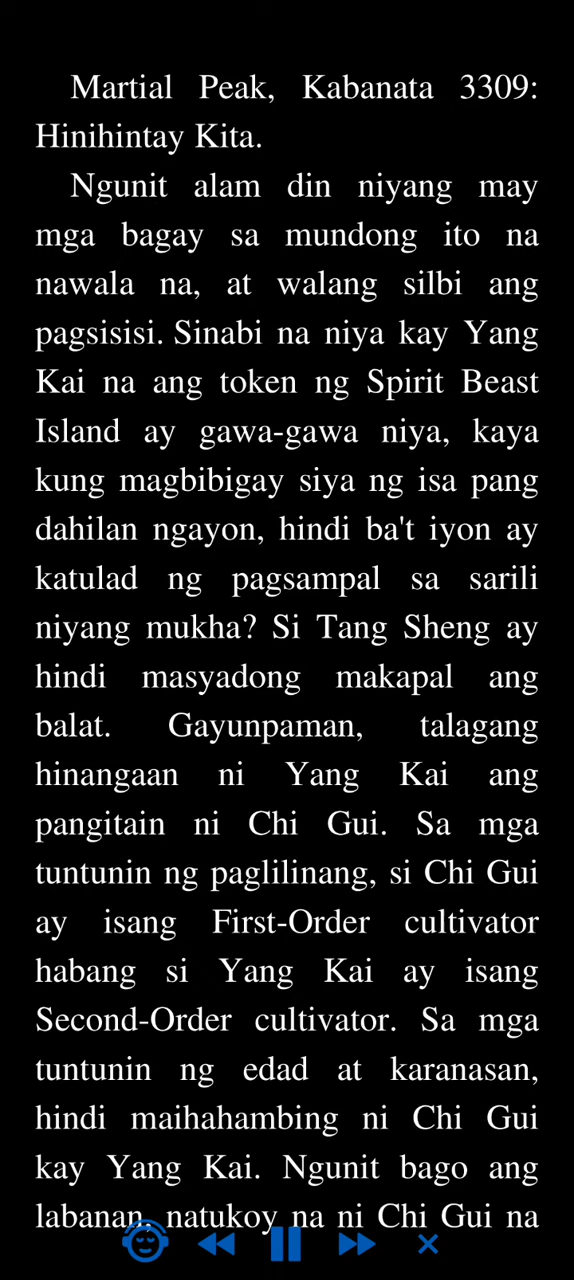 Martial Peak, Kabanata 3309:
Hinihintay Kita.
Ngunit alam din niyang may
mga bagay sa mundong ito na
nawala na, at walang silbi ang
pagsisisi. Sinabi na niya kay Yang
Kai na ang token ng Spirit Beast
Island ay gawa-gawa niya, kaya
kung magbibigay siya ng isa pang
dahilan ngayon, hindi ba't iyon ay
katulad ng pagsampal sa sarili
niyang mukha? Si Tang Sheng ay
hindi masyadong makapal ang
balat. Gayunpaman, talagang
hinangaan ni Yang Kai ang
pangitain ni Chi Gui. Sa mga
tuntunin ng paglilinang, si Chi Gui
ay isang First-Order cultivator
habang si Yang Kai ay isang
Second-Order cultivator. Sa mga
tuntunin ng edad at karanasan,
hindi maihahambing ni Chi Gui
kay Yang Kai. Ngunit bago ang
labanan, natukoy na ni Chi Gui na